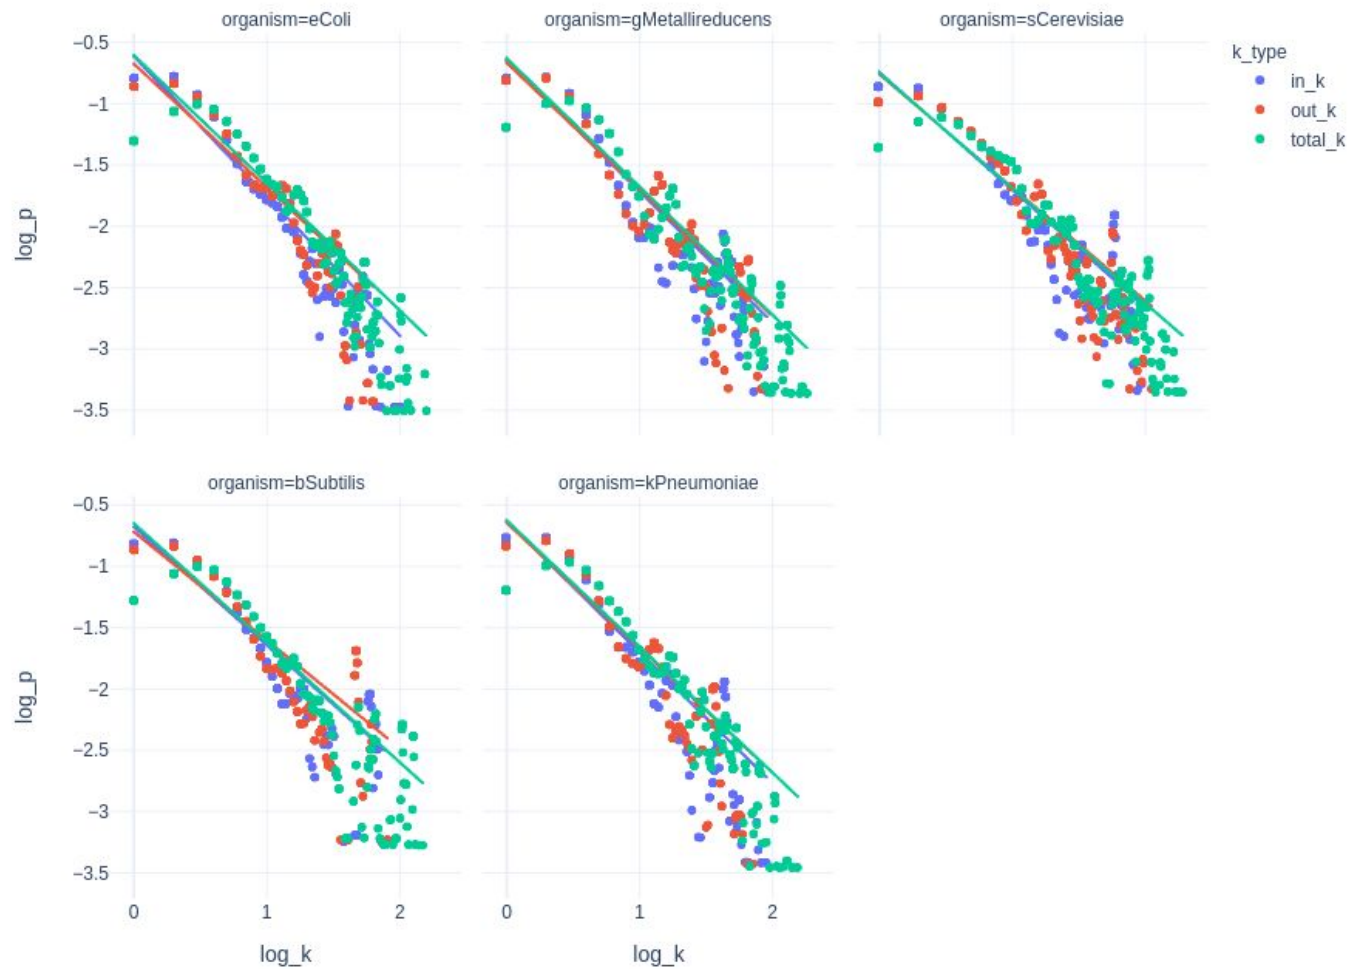 organism=eColi
organism=gMetallireducens
organism=sCerevisiae
k_type
in_k
out_k
total_k
log_p
−0.5
−1
−1.5
−2
−2.5
−3
−3.5
organism=bSubtilis
organism=kPneumoniae
log_p
−0.5
−1
−1.5
−2
−2.5
−3
−3.5
0 1 2
0 1 2
log_k
log_k